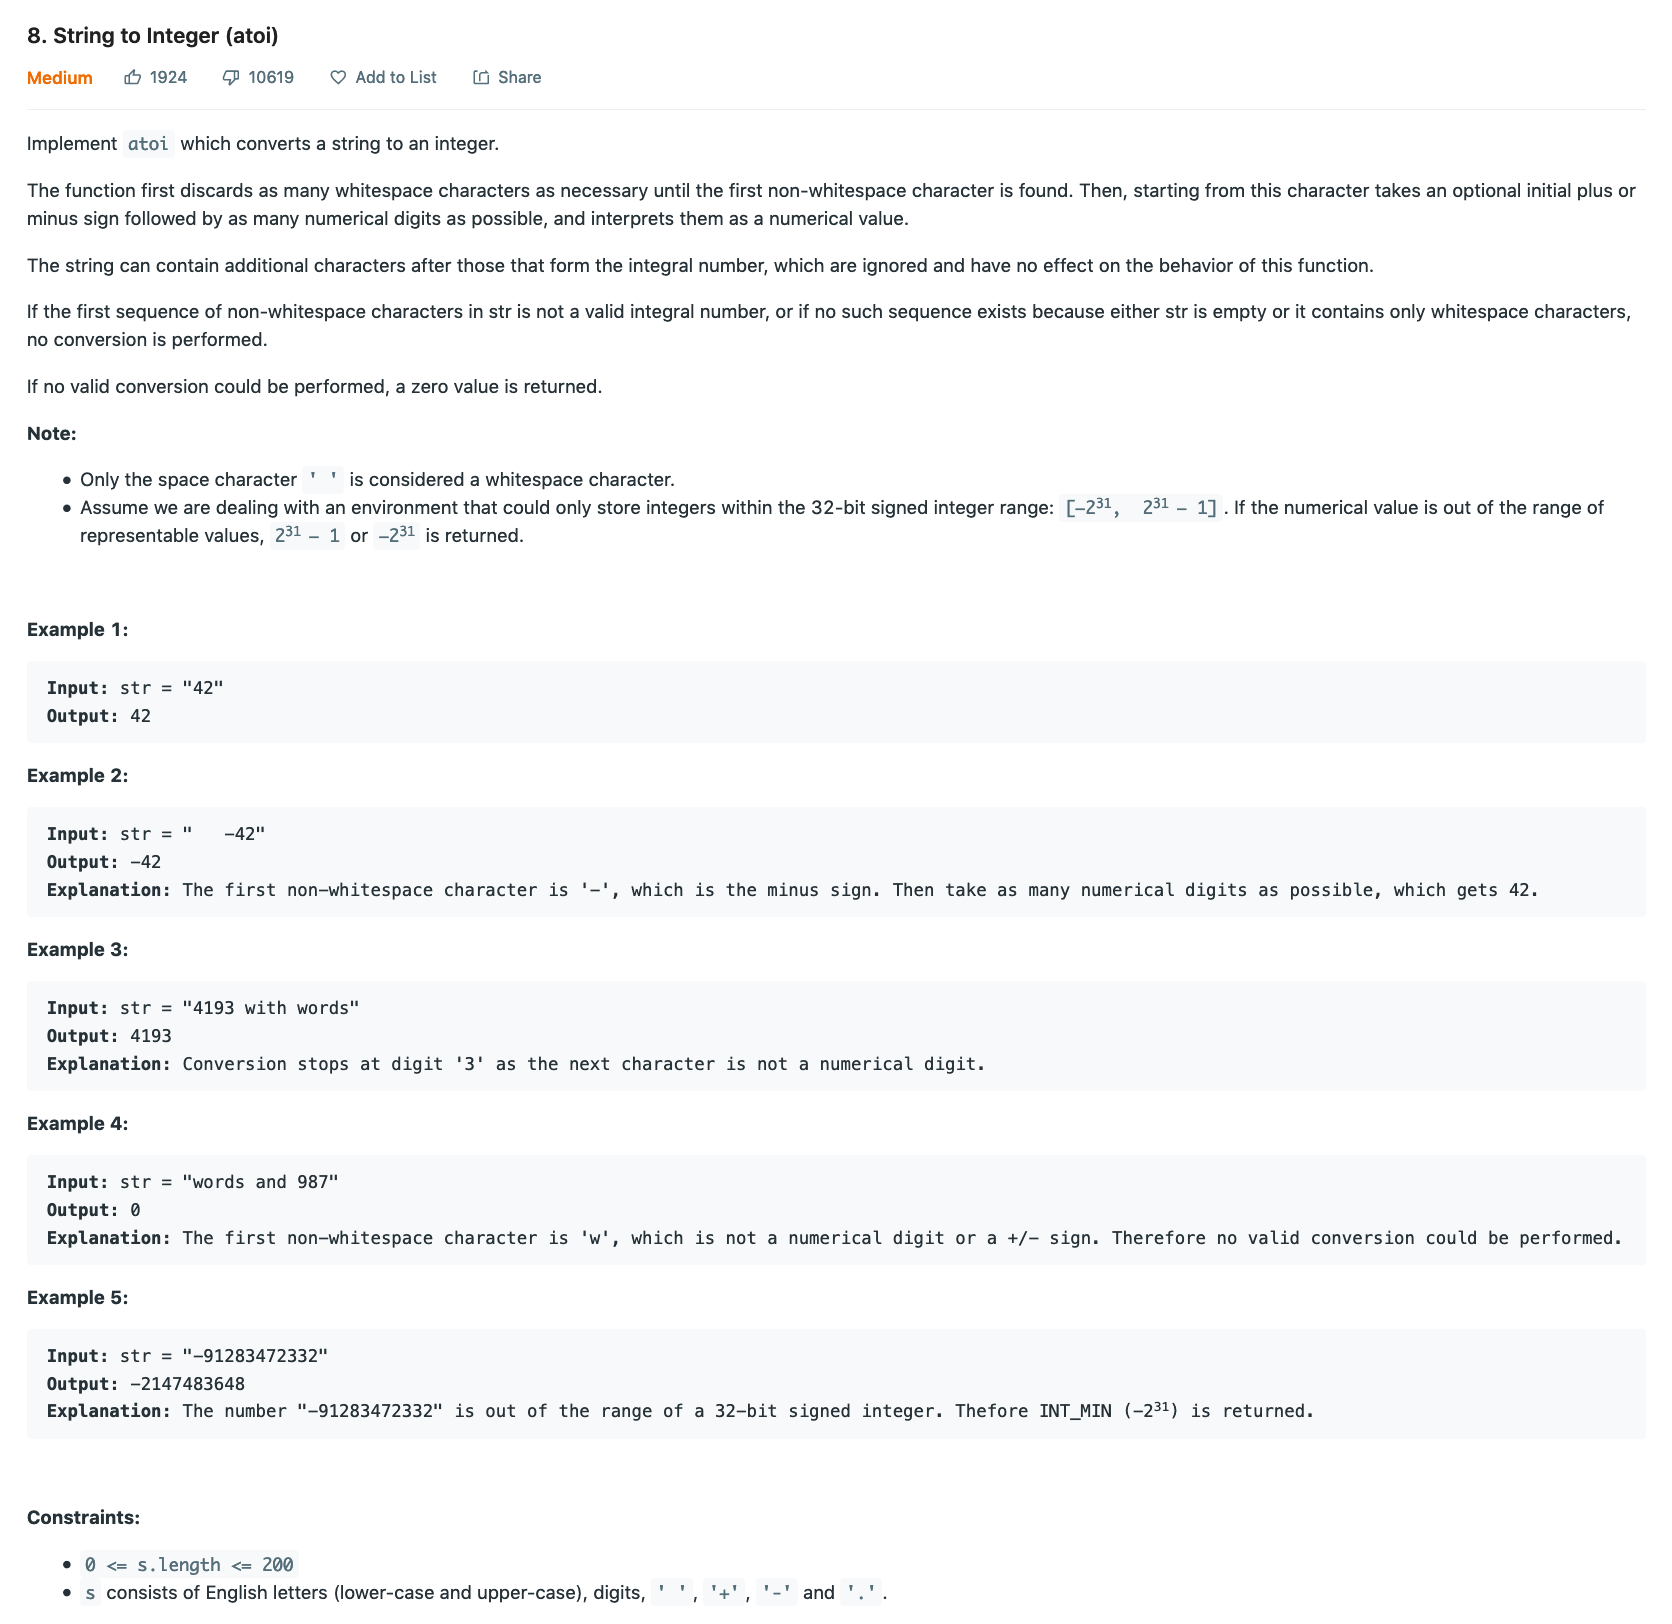 8. String to Integer (atoi)
Medium 1924 10619 Add to List Share
Implement atoi which converts a string to an integer.
The function first discards as many whitespace characters as necessary until the first non-whitespace character is found. Then, starting from this character takes an optional initial plus or
minus sign followed by as many numerical digits as possible, and interprets them as a numerical value.
The string can contain additional characters after those that form the integral number, which are ignored and have no effect on the behavior of this function.
If the first sequence of non-whitespace characters in str is not a valid integral number, or if no such sequence exists because either str is empty or it contains only whitespace characters,
no conversion is performed.
If no valid conversion could be performed, a zero value is returned.
Note:
• Only the space character ' ' is considered a whitespace character.
• Assume we are dealing with an environment that could only store integers within the 32-bit signed integer range: [−2³¹, 2³¹ − 1]. If the numerical value is out of the range of
representable values, 2³¹ − 1 or −2³¹ is returned.
Example 1:
Input: str = "42"
Output: 42
Example 2:
Input: str = "   -42"
Output: -42
Explanation: The first non-whitespace character is '-', which is the minus sign. Then take as many numerical digits as possible, which gets 42.
Example 3:
Input: str = "4193 with words"
Output: 4193
Explanation: Conversion stops at digit '3' as the next character is not a numerical digit.
Example 4:
Input: str = "words and 987"
Output: 0
Explanation: The first non-whitespace character is 'w', which is not a numerical digit or a +/- sign. Therefore no valid conversion could be performed.
Example 5:
Input: str = "-91283472332"
Output: -2147483648
Explanation: The number "-91283472332" is out of the range of a 32-bit signed integer. Thefore INT_MIN (−2³¹) is returned.
Constraints:
• 0 <= s.length <= 200
• s consists of English letters (lower-case and upper-case), digits, ' ', '+', '-' and '.'.